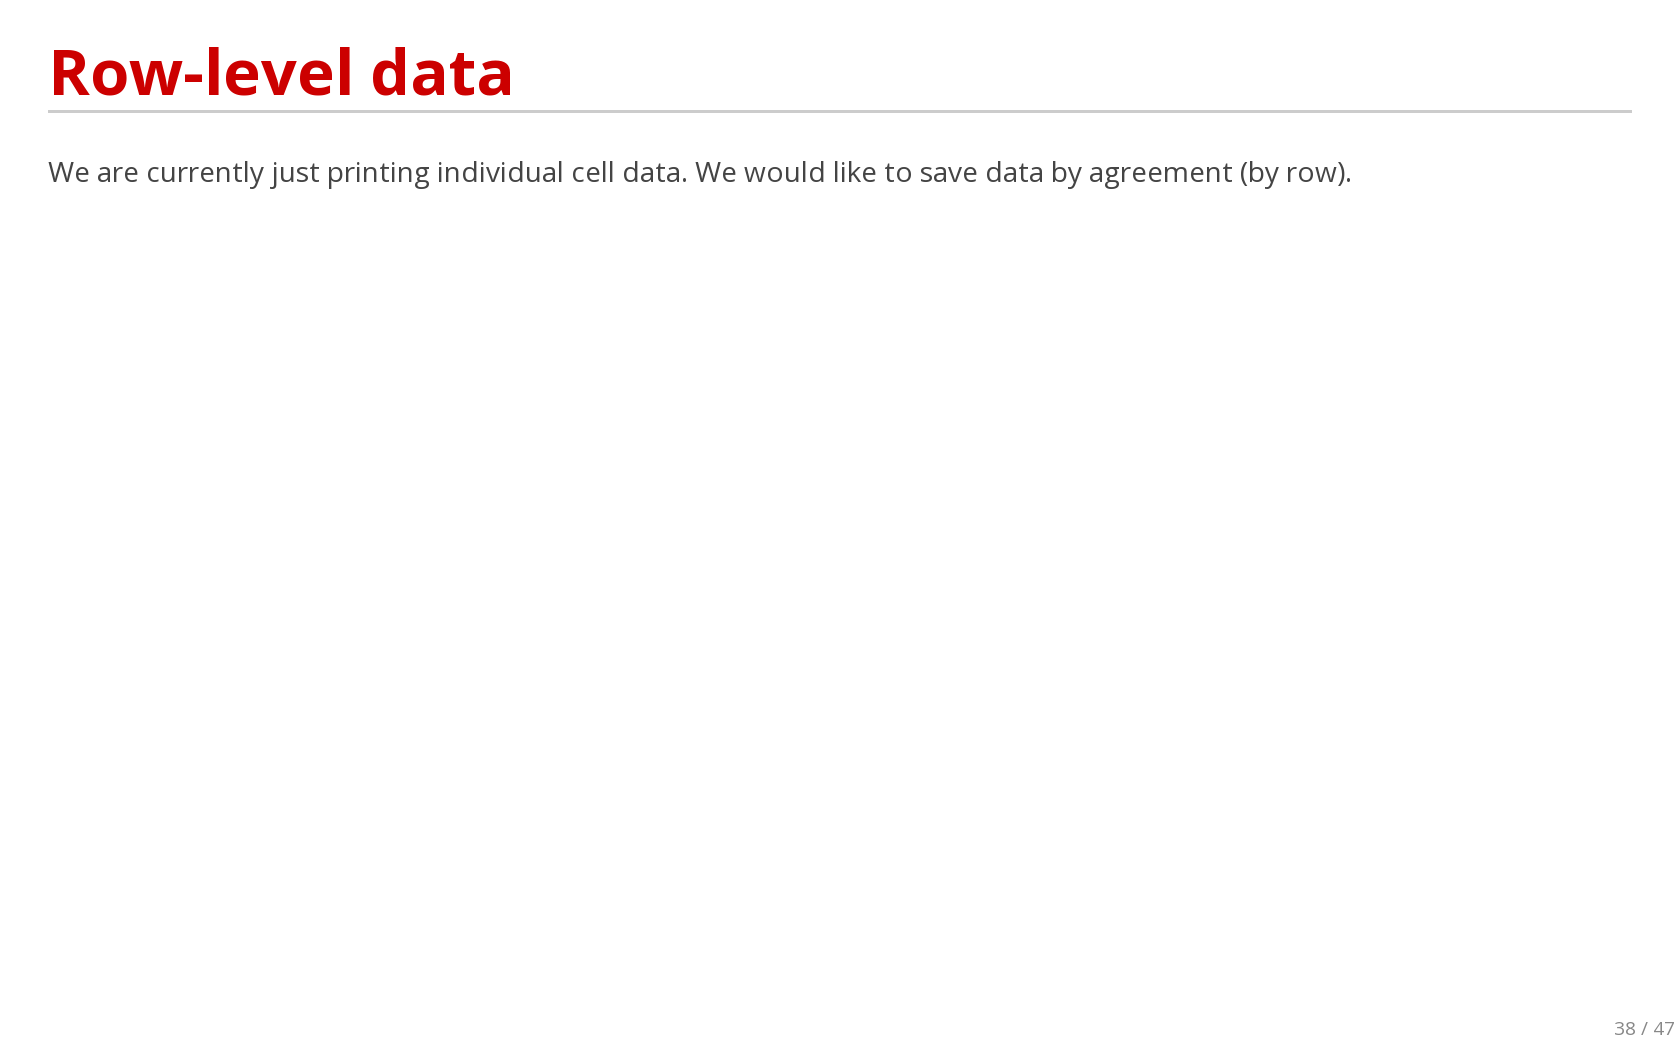 Row-level data
We are currently just printing individual cell data. We would like to save data by agreement (by row).
38 / 47